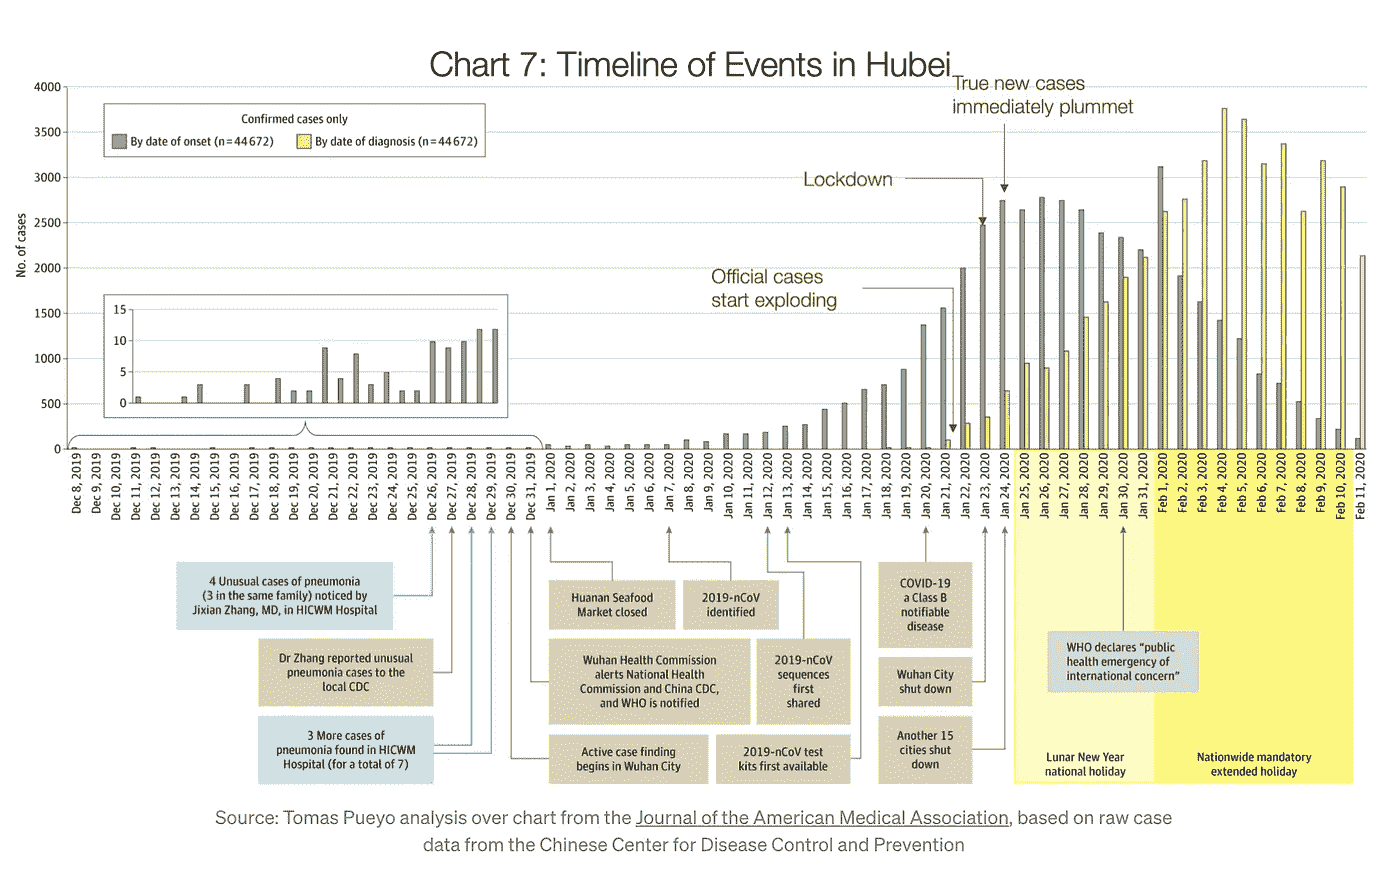 Chart 7: Timeline of Events in Hubei
True new cases
immediately plummet
4000
3500
3000
2500
2000
1500
1000
500
0
No. of cases
Confirmed cases only
By date of onset (n=44672)
By date of diagnosis (n=44672)
Lockdown
Official cases
start exploding
15
10
5
0
Dec 8, 2019
Dec 9, 2019
Dec 10, 2019
Dec 11, 2019
Dec 12, 2019
Dec 13, 2019
Dec 14, 2019
Dec 15, 2019
Dec 16, 2019
Dec 17, 2019
Dec 18, 2019
Dec 19, 2019
Dec 20, 2019
Dec 21, 2019
Dec 22, 2019
Dec 23, 2019
Dec 24, 2019
Dec 25, 2019
Dec 26, 2019
Dec 27, 2019
Dec 28, 2019
Dec 29, 2019
Dec 30, 2019
Dec 31, 2019
Jan 1, 2020
Jan 2, 2020
Jan 3, 2020
Jan 4, 2020
Jan 5, 2020
Jan 6, 2020
Jan 7, 2020
Jan 8, 2020
Jan 9, 2020
Jan 10, 2020
Jan 11, 2020
Jan 12, 2020
Jan 13, 2020
Jan 14, 2020
Jan 15, 2020
Jan 16, 2020
Jan 17, 2020
Jan 18, 2020
Jan 19, 2020
Jan 20, 2020
Jan 21, 2020
Jan 22, 2020
Jan 23, 2020
Jan 24, 2020
Jan 25, 2020
Jan 26, 2020
Jan 27, 2020
Jan 28, 2020
Jan 29, 2020
Jan 30, 2020
Jan 31, 2020
Feb 1, 2020
Feb 2, 2020
Feb 3, 2020
Feb 4, 2020
Feb 5, 2020
Feb 6, 2020
Feb 7, 2020
Feb 8, 2020
Feb 9, 2020
Feb 10, 2020
Feb 11, 2020
4 Unusual cases of pneumonia
(3 in the same family) noticed by
Jixian Zhang, MD, in HICWM Hospital
Dr Zhang reported unusual
pneumonia cases to the
local CDC
3 More cases of
pneumonia found in HICWM
Hospital (for a total of 7)
Huanan Seafood
Market closed
2019-nCoV
identified
Wuhan Health Commission
alerts National Health
Commission and China CDC,
and WHO is notified
2019-nCoV
sequences
first
shared
Active case finding
begins in Wuhan City
2019-nCoV test
kits first available
COVID-19
a Class B
notifiable
disease
Wuhan City
shut down
Another 15
cities shut
down
WHO declares "public
health emergency of
international concern"
Lunar New Year
national holiday
Nationwide mandatory
extended holiday
Source: Tomas Pueyo analysis over chart from the Journal of the American Medical Association, based on raw case
data from the Chinese Center for Disease Control and Prevention